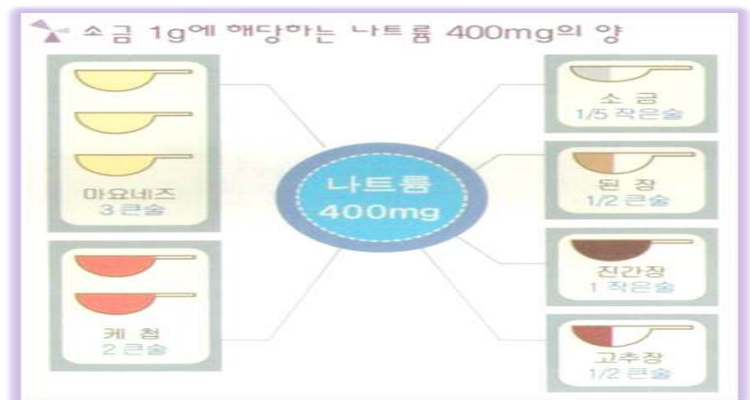 소금 1g에 해당하는 나트륨 400mg의 양
마요네즈
3 큰술
케 첩
2 큰술
나트륨
400mg
소 금
1/5 작은술
된 장
1/2 큰술
진간장
1 작은술
고추장
1/2 큰술